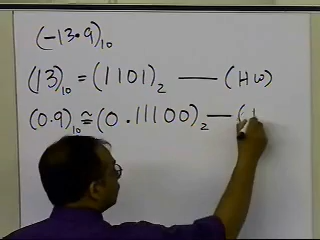 (-13.9)₁₀
(13)₁₀ = (1101)₂ — (HW)
(0.9)₁₀ ≅ (0.11100)₂ — (